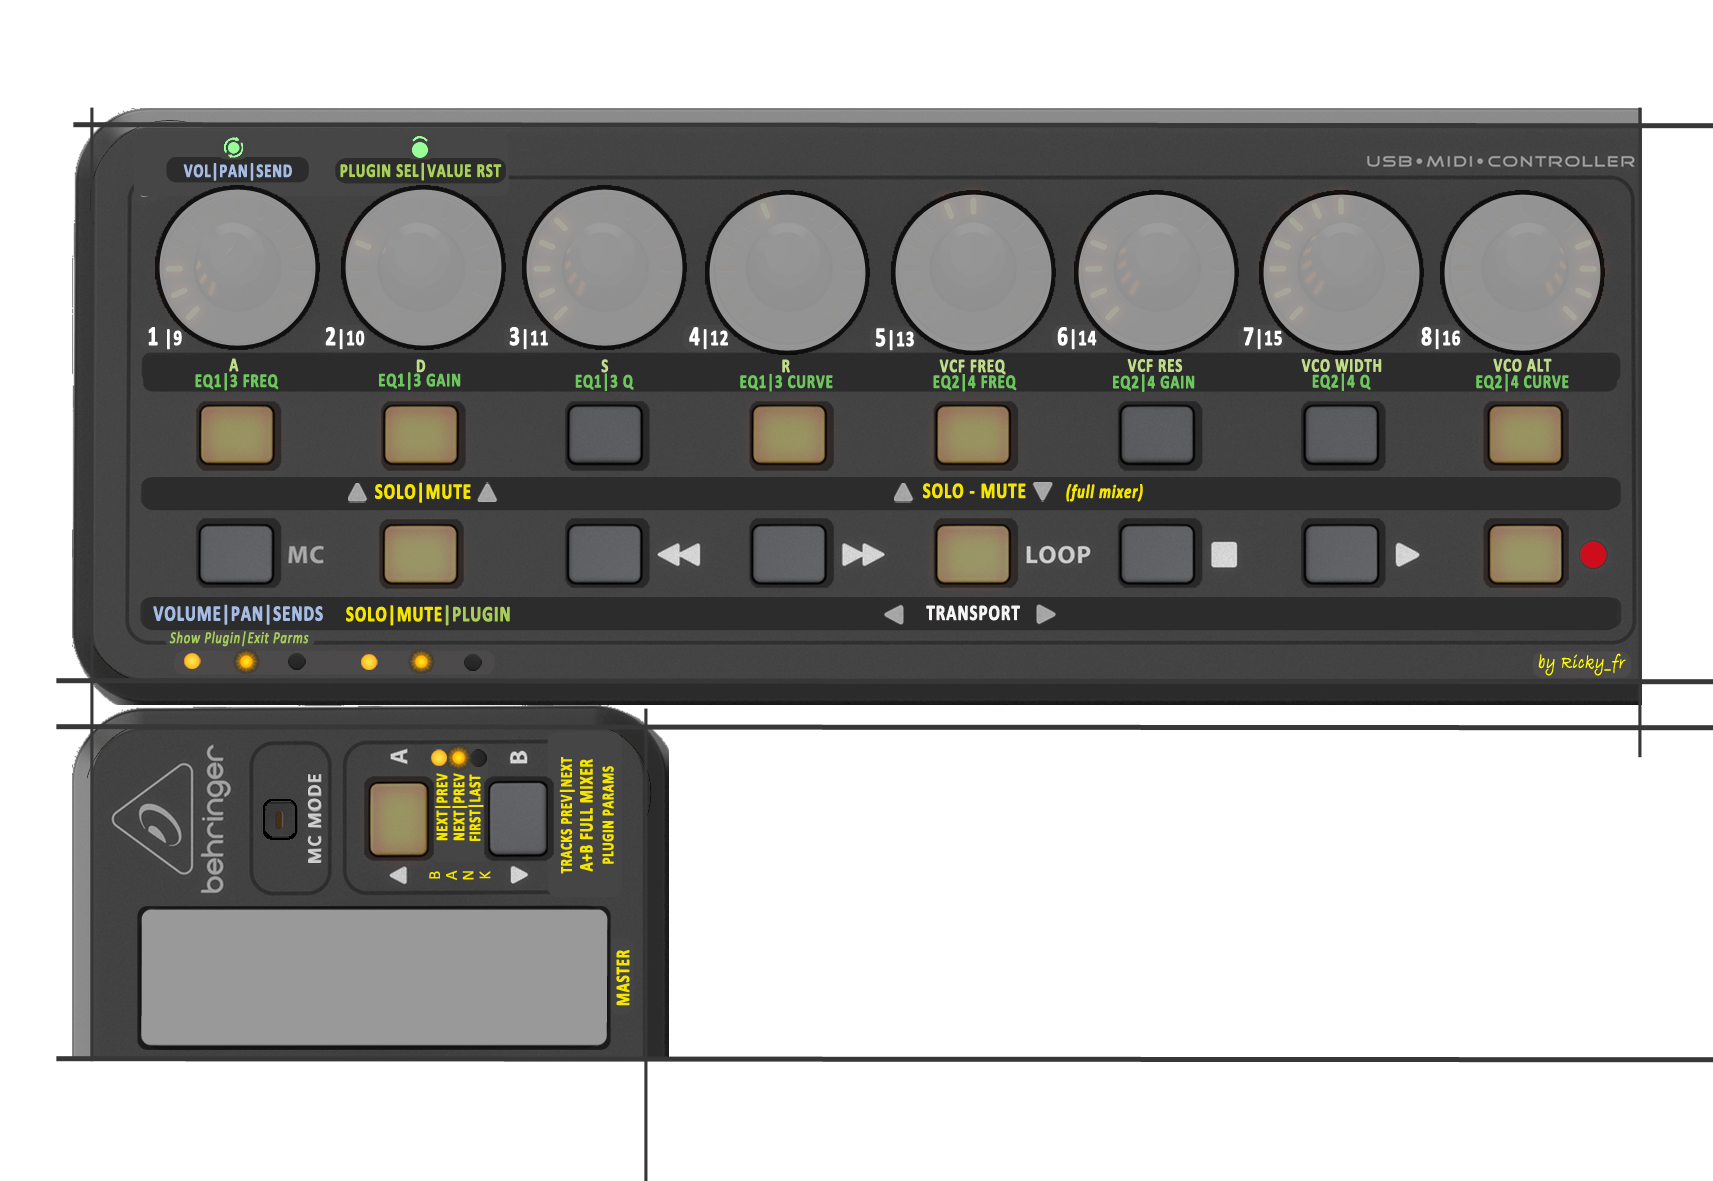 VOL|PAN|SEND
PLUGIN SEL|VALUE RST
USB•MIDI•CONTROLLER
1|9
2|10
3|11
4|12
5|13
6|14
7|15
8|16
A
D
S
R
VCF FREQ
VCF RES
VCO WIDTH
VCO ALT
EQ1|3 FREQ
EQ1|3 GAIN
EQ1|3 Q
EQ1|3 CURVE
EQ2|4 FREQ
EQ2|4 GAIN
EQ2|4 Q
EQ2|4 CURVE
SOLO|MUTE
SOLO - MUTE (full mixer)
MC
LOOP
VOLUME|PAN|SENDS
SOLO|MUTE|PLUGIN
TRANSPORT
Show Plugin|Exit Parms
by Ricky_fr
behringer
MC MODE
A
B
NEXT|PREV
NEXT|PREV
FIRST|LAST
BANK
TRACKS PREV|NEXT
A+B FULL MIXER
PLUGIN PARAMS
MASTER